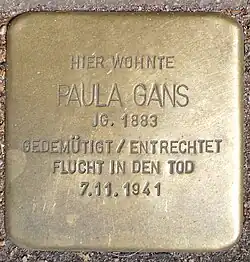 HIER WOHNTE
PAULA GANS
JG. 1883
GEDEMÜTIGT / ENTRECHTET
FLUCHT IN DEN TOD
7.11.1941